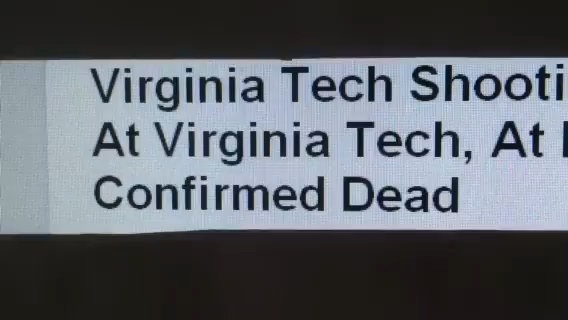 Virginia Tech Shooti
At Virginia Tech, At
Confirmed Dead